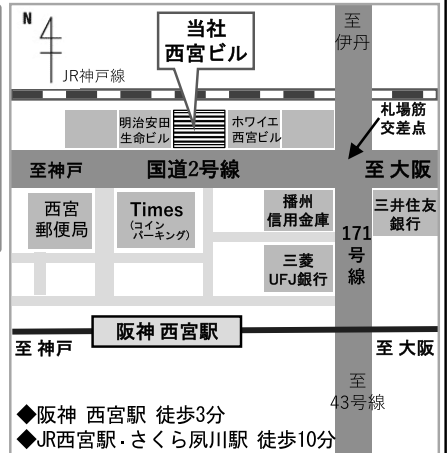 N
至
伊丹
当社
西宮ビル
JR神戸線
明治安田
生命ビル
ホワイエ
西宮ビル
札場筋
交差点
至神戸
国道2号線
至 大阪
西宮
郵便局
Times
(コイン
パーキング)
播州
信用金庫
三井住友
銀行
171
号
線
三菱
UFJ銀行
阪神 西宮駅
至 神戸
至 大阪
至
43号線
◆阪神 西宮駅 徒歩3分
◆JR西宮駅・さくら夙川駅 徒歩10分